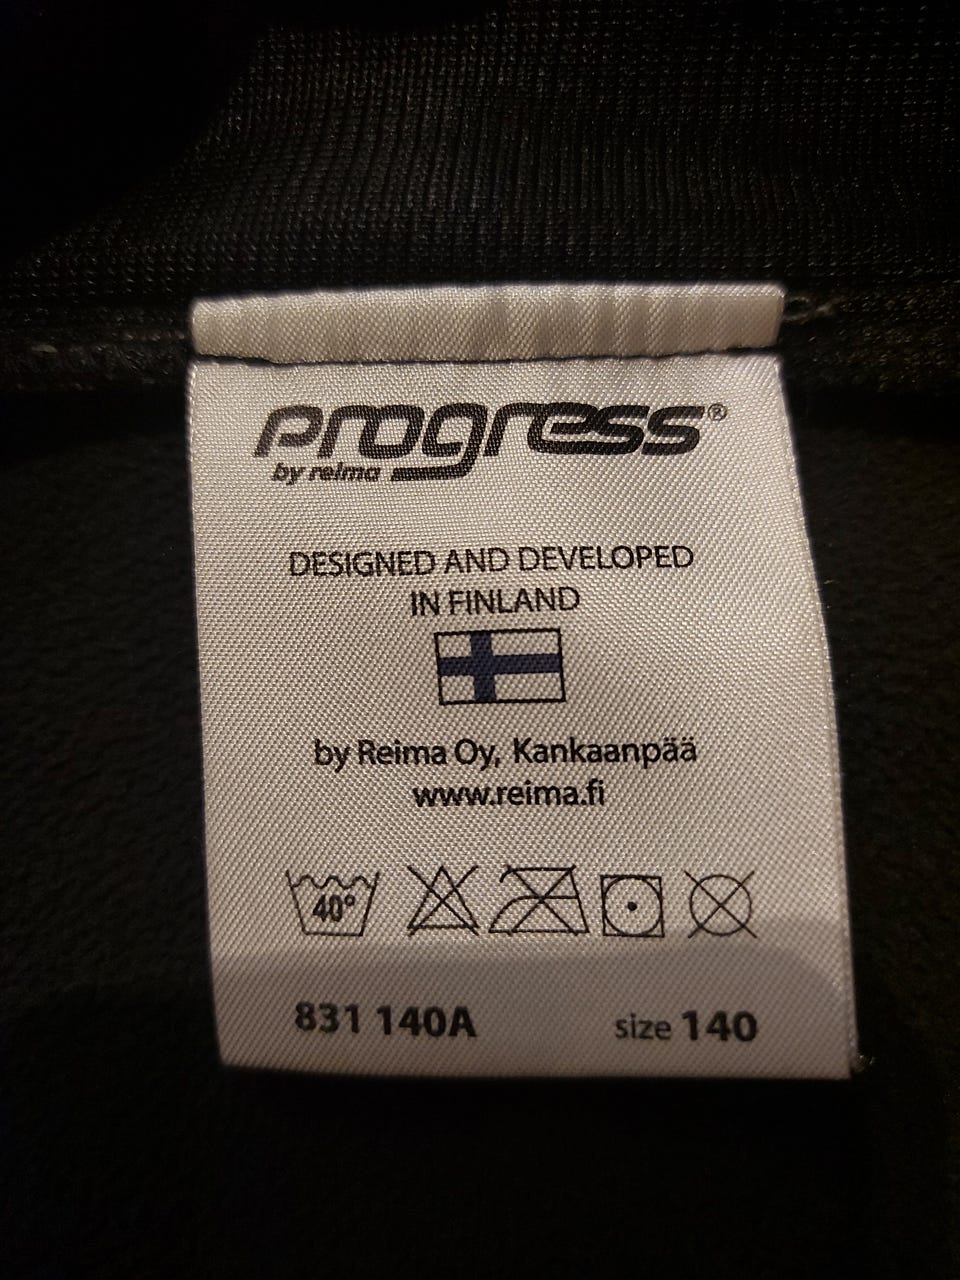 progress®
by reima
DESIGNED AND DEVELOPED
IN FINLAND
by Reima Oy, Kankaanpää
www.reima.fi
40°
831 140A size 140